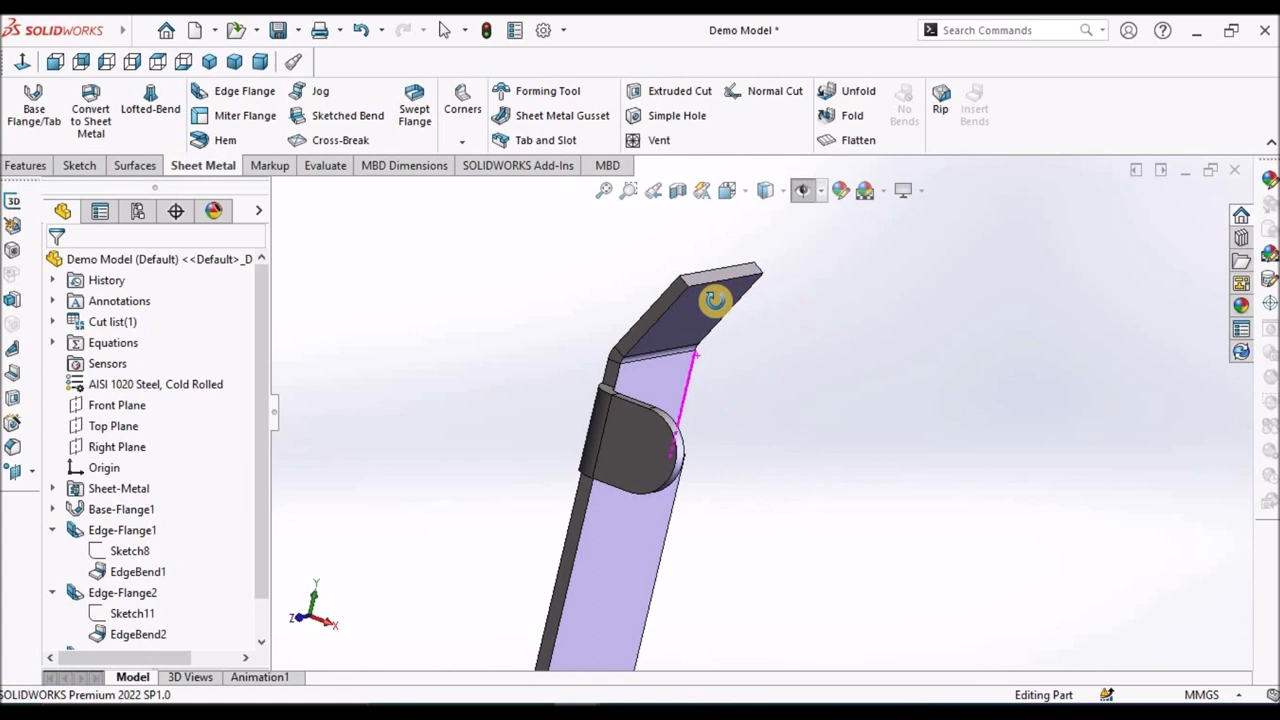 SOLIDWORKS
Demo Model *
Search Commands
Base Flange/Tab
Convert to Sheet Metal
Lofted-Bend
Edge Flange
Miter Flange
Hem
Jog
Sketched Bend
Cross-Break
Swept Flange
Corners
Forming Tool
Sheet Metal Gusset
Tab and Slot
Extruded Cut
Simple Hole
Vent
Normal Cut
Unfold
Fold
Flatten
No Bends
Rip
Insert Bends
Features
Sketch
Surfaces
Sheet Metal
Markup
Evaluate
MBD Dimensions
SOLIDWORKS Add-Ins
MBD
3D
Demo Model (Default) <<Default>_D
History
Annotations
Cut list(1)
Equations
Sensors
AISI 1020 Steel, Cold Rolled
Front Plane
Top Plane
Right Plane
Origin
Sheet-Metal
Base-Flange1
Edge-Flange1
Sketch8
EdgeBend1
Edge-Flange2
Sketch11
EdgeBend2
Y
Z
X
Model
3D Views
Animation1
SOLIDWORKS Premium 2022 SP1.0
Editing Part
MMGS